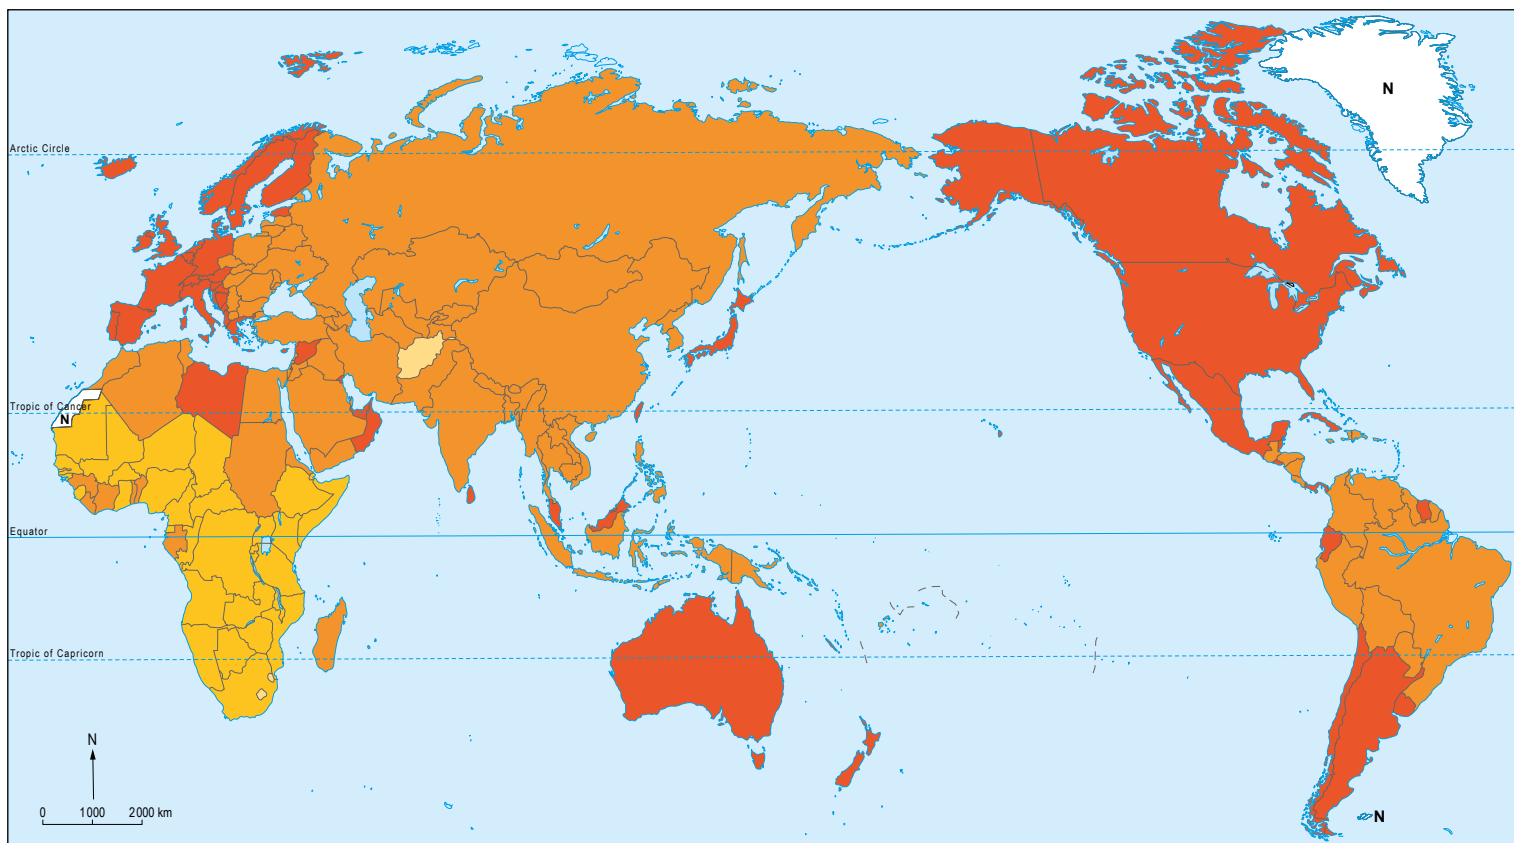 N
Arctic Circle
Tropic of Cancer
N
Equator
Tropic of Capricorn
N
0 1000 2000 km
N